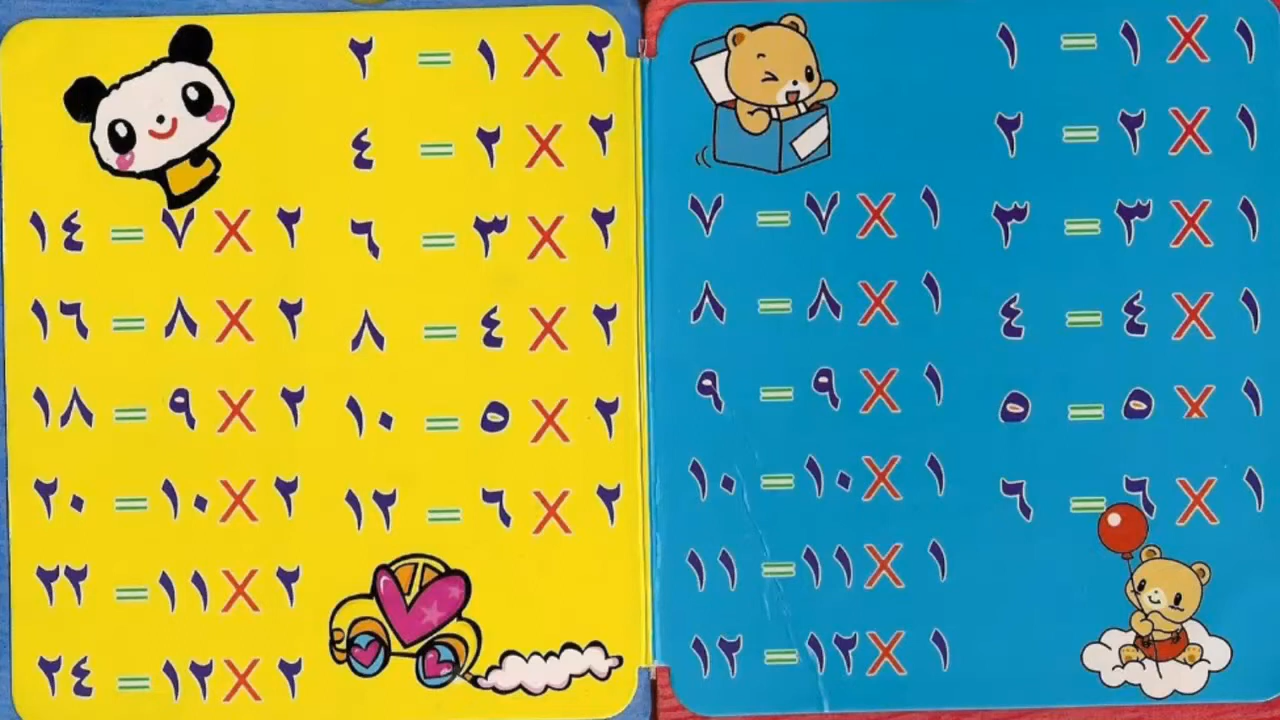 ١ X ١ = ١
١ X ٢ = ٢
١ X ٣ = ٣
١ X ٤ = ٤
١ X ٥ = ٥
١ X ٦ = ٦
١ X ٧ = ٧
١ X ٨ = ٨
١ X ٩ = ٩
١ X ١٠ = ١٠
١ X ١١ = ١١
١ X ١٢ = ١٢
٢ X ١ = ٢
٢ X ٢ = ٤
٢ X ٣ = ٦
٢ X ٤ = ٨
٢ X ٥ = ١٠
٢ X ٦ = ١٢
٢ X ٧ = ١٤
٢ X ٨ = ١٦
٢ X ٩ = ١٨
٢ X ١٠ = ٢٠
٢ X ١١ = ٢٢
٢ X ١٢ = ٢٤